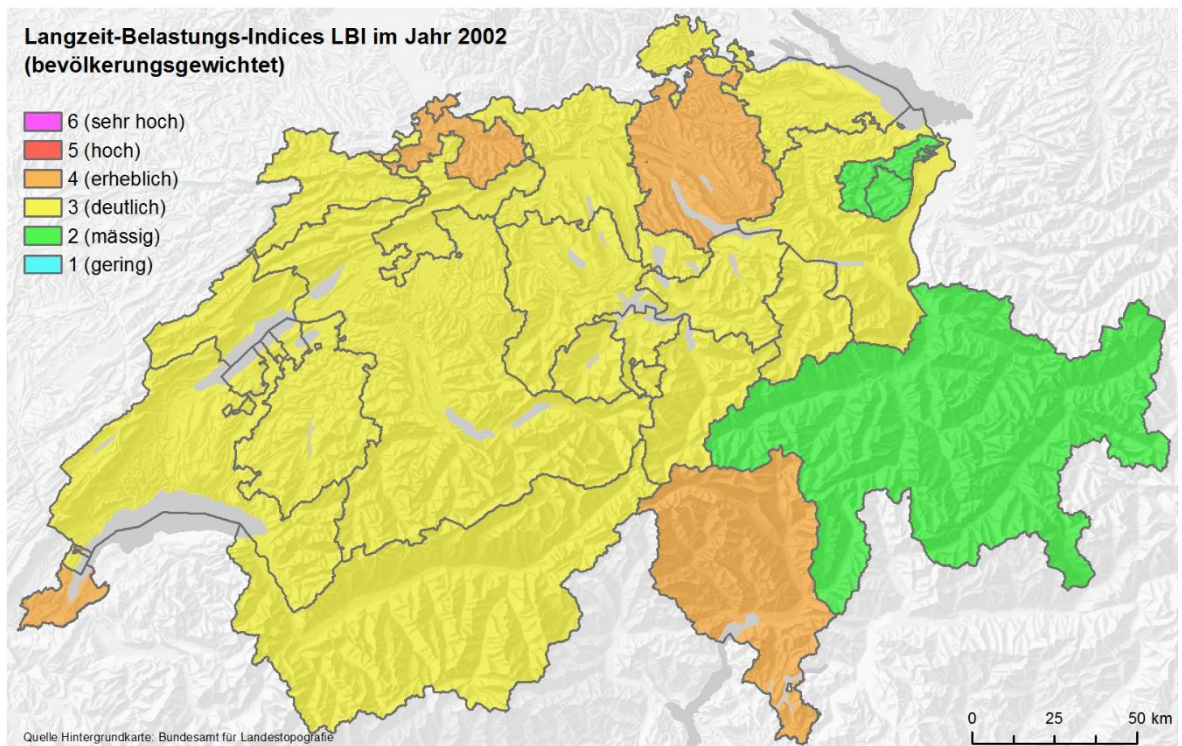 Langzeit-Belastungs-Indices LBI im Jahr 2002
(bevölkerungsgewichtet)
6 (sehr hoch)
5 (hoch)
4 (erheblich)
3 (deutlich)
2 (mässig)
1 (gering)
Quelle Hintergrundkarte: Bundesamt für Landestopografie
0 25 50 km